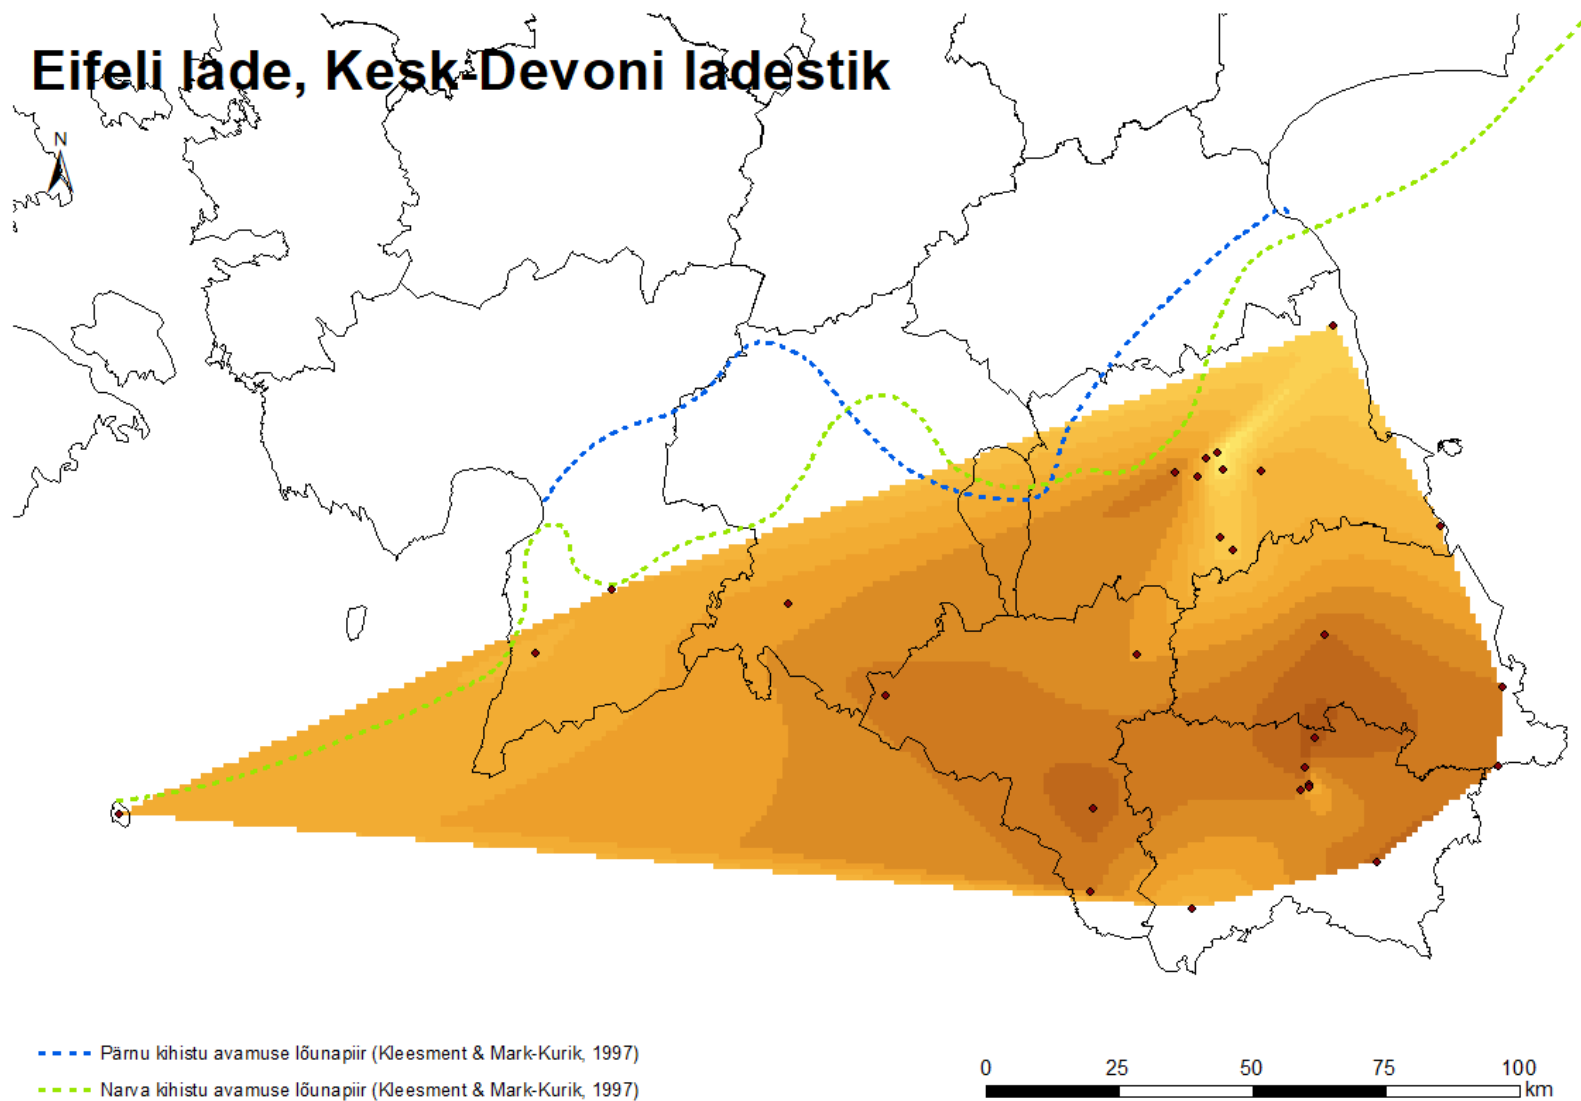 Eifeli lade, Kesk-Devoni ladestik
N
Pärnu kihistu avamuse lõunapiir (Kleesment & Mark-Kurik, 1997)
Narva kihistu avamuse lõunapiir (Kleesment & Mark-Kurik, 1997)
0 25 50 75 100
km